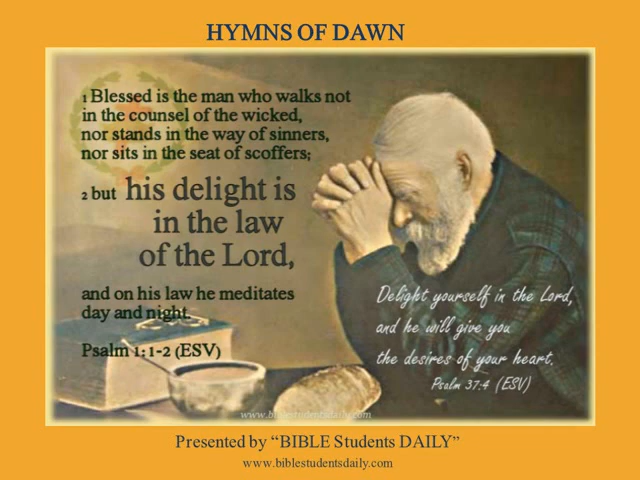 HYMNS OF DAWN
1 Blessed is the man who walks not
in the counsel of the wicked,
nor stands in the way of sinners,
nor sits in the seat of scoffers;
2 but his delight is
in the law
of the Lord,
and on his law he meditates
day and night.
Psalm 1:1-2 (ESV)
Delight yourself in the Lord,
and he will give you
the desires of your heart.
Psalm 37:4 (ESV)
www.biblestudentsdaily.com
Presented by “BIBLE Students DAILY”
www.biblestudentsdaily.com